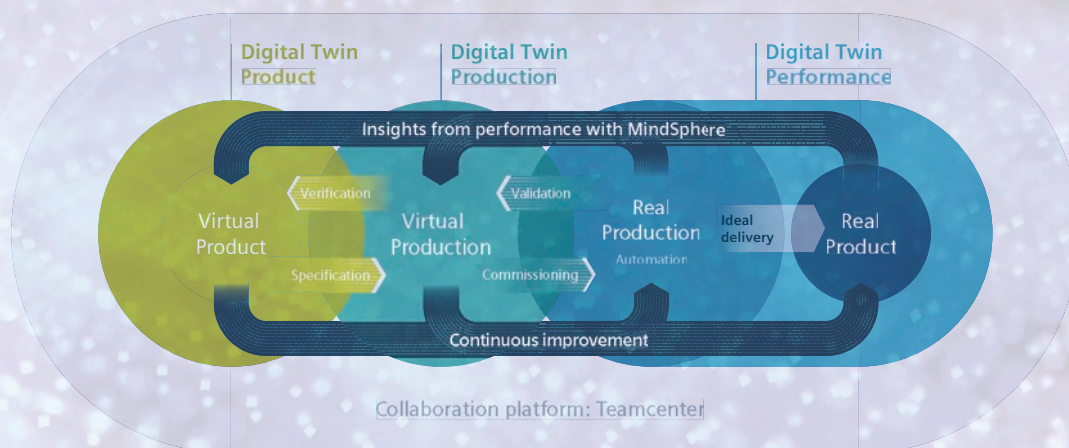 Digital Twin
Product
Digital Twin
Production
Digital Twin
Performance
Insights from performance with MindSphere
Verification
Validation
Virtual
Product
Virtual
Production
Real
Production
Automation
Ideal
delivery
Real
Product
Specification
Commissioning
Continuous improvement
Collaboration platform: Teamcenter